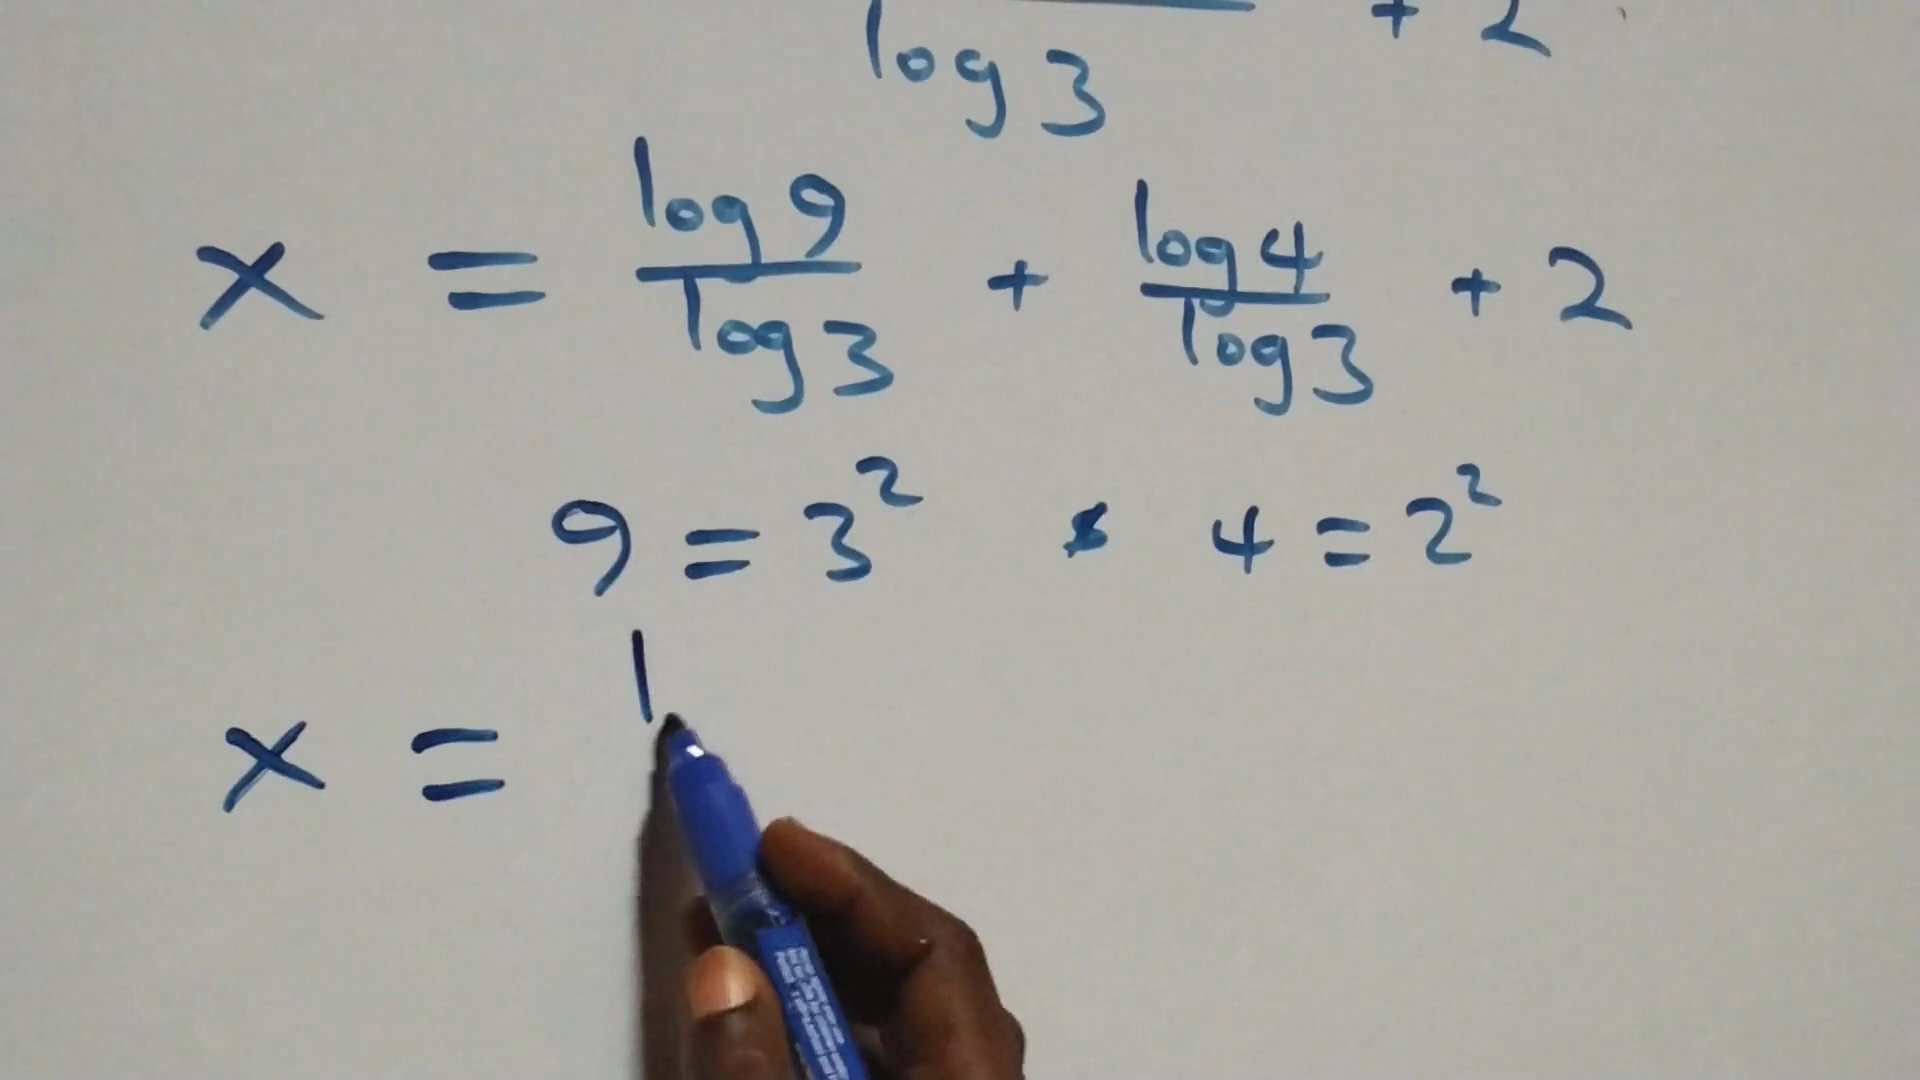 log 3 + 2
x = log 9 / log 3 + log 4 / log 3 + 2
9 = 3² & 4 = 2²
x = l